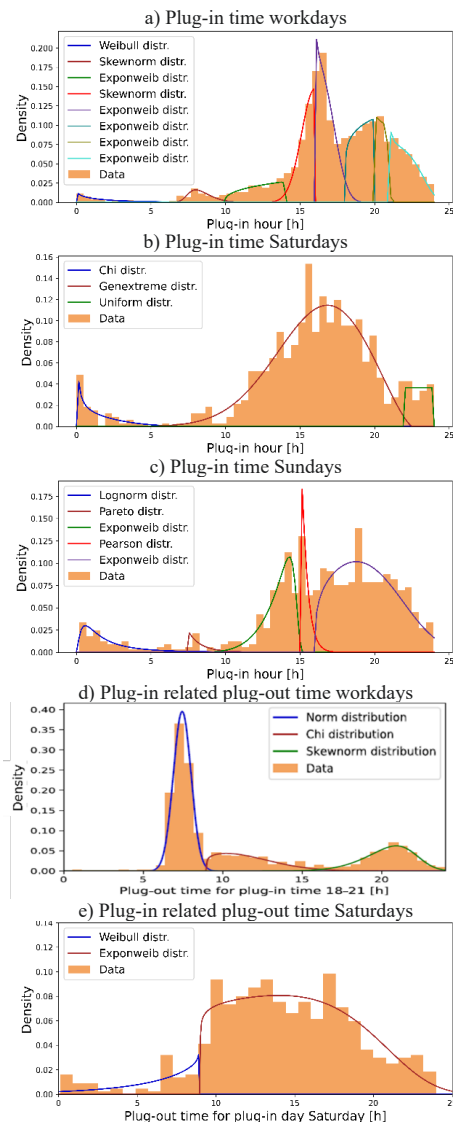 a) Plug-in time workdays
Weibull distr.
Skewnorm distr.
Exponweib distr.
Skewnorm distr.
Exponweib distr.
Exponweib distr.
Exponweib distr.
Exponweib distr.
Data
Density
0.200
0.175
0.150
0.125
0.100
0.075
0.050
0.025
0.000
0 5 10 15 20 25
Plug-in hour [h]
b) Plug-in time Saturdays
Chi distr.
Genextreme distr.
Uniform distr.
Data
Density
0.16
0.14
0.12
0.10
0.08
0.06
0.04
0.02
0.00
0 5 10 15 20 25
Plug-in hour [h]
c) Plug-in time Sundays
Lognorm distr.
Pareto distr.
Exponweib distr.
Pearson distr.
Exponweib distr.
Data
Density
0.175
0.150
0.125
0.100
0.075
0.050
0.025
0.000
0 5 10 15 20 25
Plug-in hour [h]
d) Plug-in related plug-out time workdays
Norm distribution
Chi distribution
Skewnorm distribution
Data
Density
0.40
0.30
0.20
0.15
0.10
0.05
0.00
0 5 10 15 20
Plug-out time for plug-in time 18–21 [h]
e) Plug-in related plug-out time Saturdays
Weibull distr.
Exponweib distr.
Data
Density
0.14
0.12
0.10
0.08
0.06
0.04
0.02
0.00
0 5 10 15 20 25
Plug-out time for plug-in day Saturday [h]